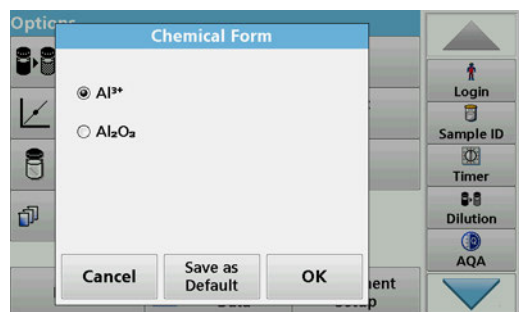 Options
Chemical Form
Al³⁺
Al₂O₃
Cancel
Save as
Default
OK
Login
Sample ID
Timer
Dilution
AQA